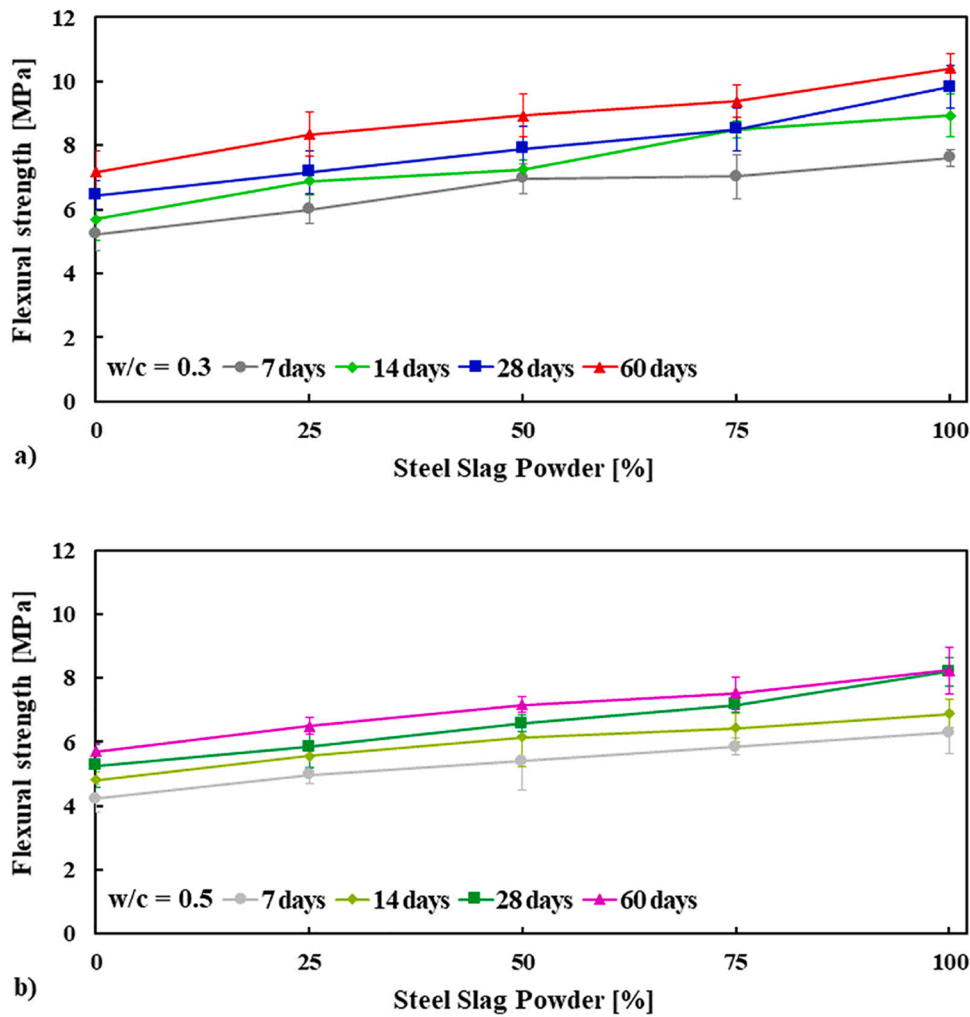 12
10
8
6
4
2
0
Flexural strength [MPa]
w/c = 0.3 7 days 14 days 28 days 60 days
0 25 50 75 100
a)
Steel Slag Powder [%]
12
10
8
6
4
2
0
Flexural strength [MPa]
w/c = 0.5 7 days 14 days 28 days 60 days
0 25 50 75 100
b)
Steel Slag Powder [%]